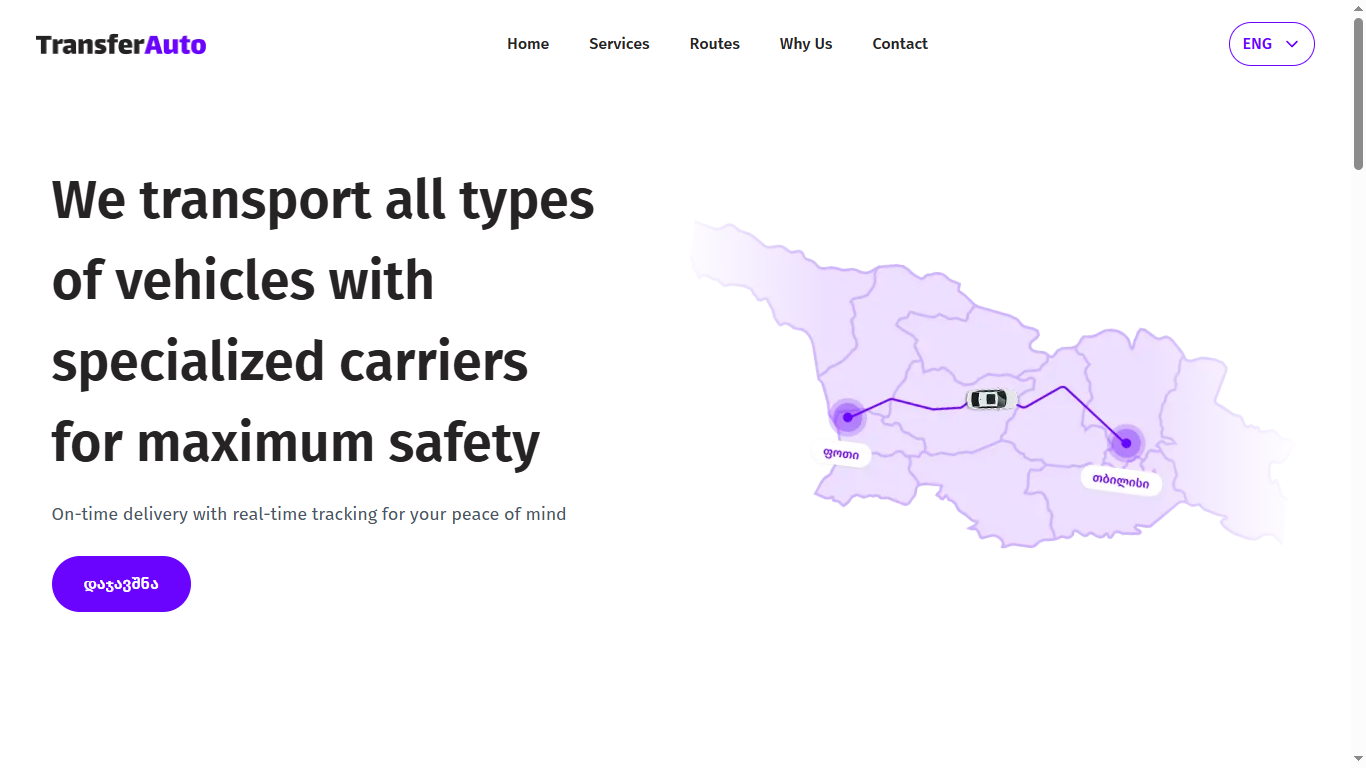 TransferAuto
Home
Services
Routes
Why Us
Contact
ENG
We transport all types
of vehicles with
specialized carriers
for maximum safety
On-time delivery with real-time tracking for your peace of mind
დაჯავშნა
ფოთი
თბილისი